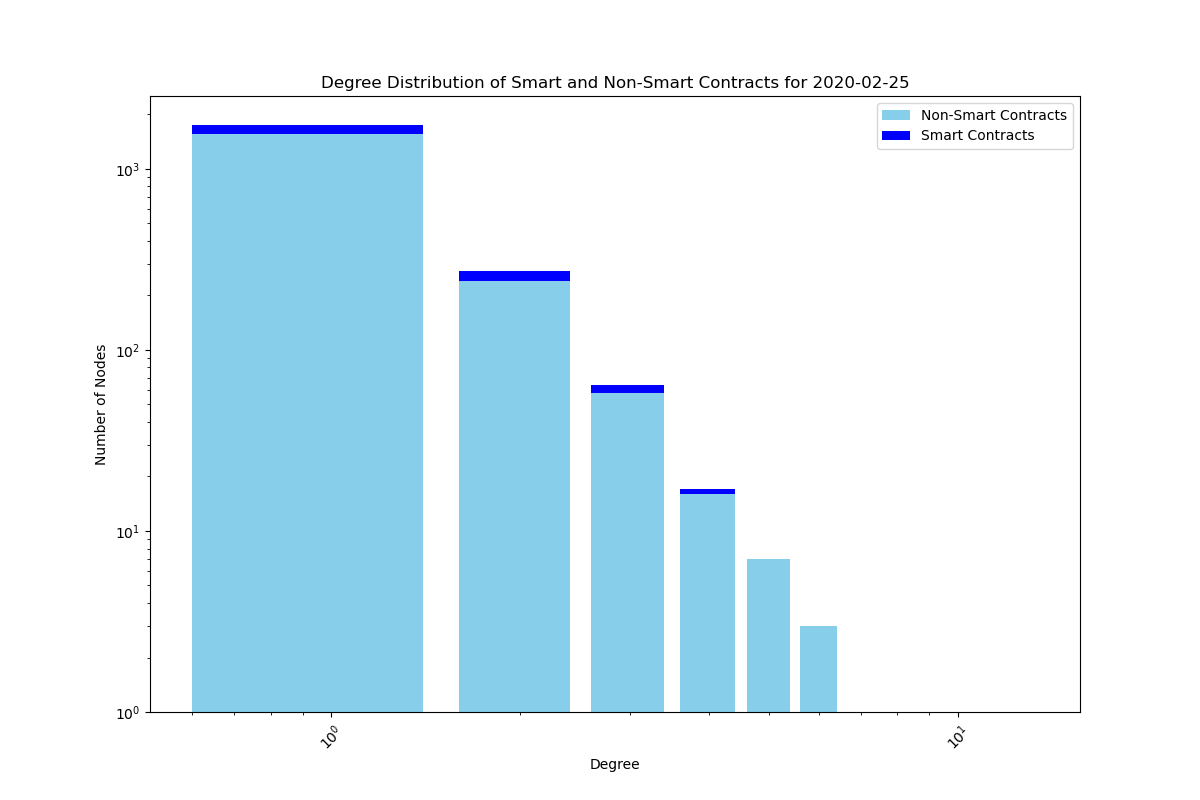 Degree Distribution of Smart and Non-Smart Contracts for 2020-02-25
Non-Smart Contracts
Smart Contracts
Number of Nodes
10³
10²
10¹
10⁰
10⁰
10¹
Degree